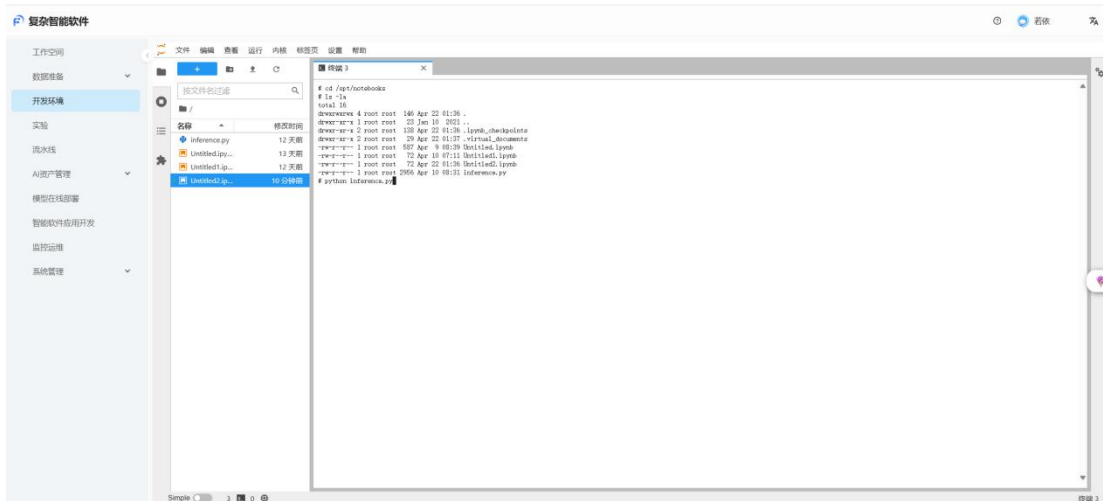 复杂智能软件
若依
工作空间
数据准备
开发环境
实验
流水线
AI资产管理
模型在线部署
智能软件应用开发
监控运维
系统管理
文件 编辑 查看 运行 内核 标签页 设置 帮助
按文件名过滤
/
名称 修改时间
inference.py 12 天前
Untitled.ipy... 13 天前
Untitled1.ip... 12 天前
Untitled2.ip... 10 分钟前
终端 3
# cd /opt/notebooks
# ls -la
total 16
drwxrwxrwx 4 root root 146 Apr 22 01:36 .
drwxr-xr-x 1 root root 23 Jan 10 2021 ..
drwxr-xr-x 2 root root 138 Apr 22 01:36 .ipynb_checkpoints
drwxr-xr-x 2 root root 29 Apr 22 01:37 .virtual_documents
-rw-r--r-- 1 root root 587 Apr 9 08:39 Untitled.ipynb
-rw-r--r-- 1 root root 72 Apr 10 07:11 Untitled1.ipynb
-rw-r--r-- 1 root root 72 Apr 22 01:36 Untitled2.ipynb
-rw-r--r-- 1 root root 2956 Apr 10 08:31 inference.py
# python inference.py
Simple 3 0
终端 3